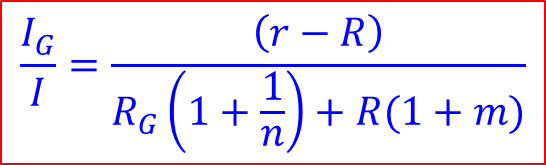 I_G/I = (r − R)/(R_G(1 + 1/n) + R(1 + m))